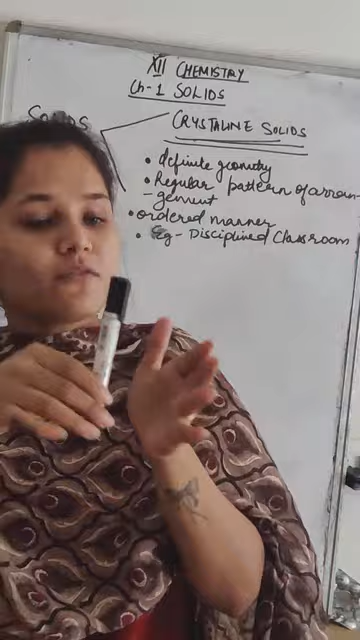 XII CHEMISTRY
Ch-1 SOLIDS
SOLIDS
CRYSTALINE SOLIDS
• definite geometry
• Regular pattern of arran-
- gement
• ordered manner
• Eg - Disciplined Classroom